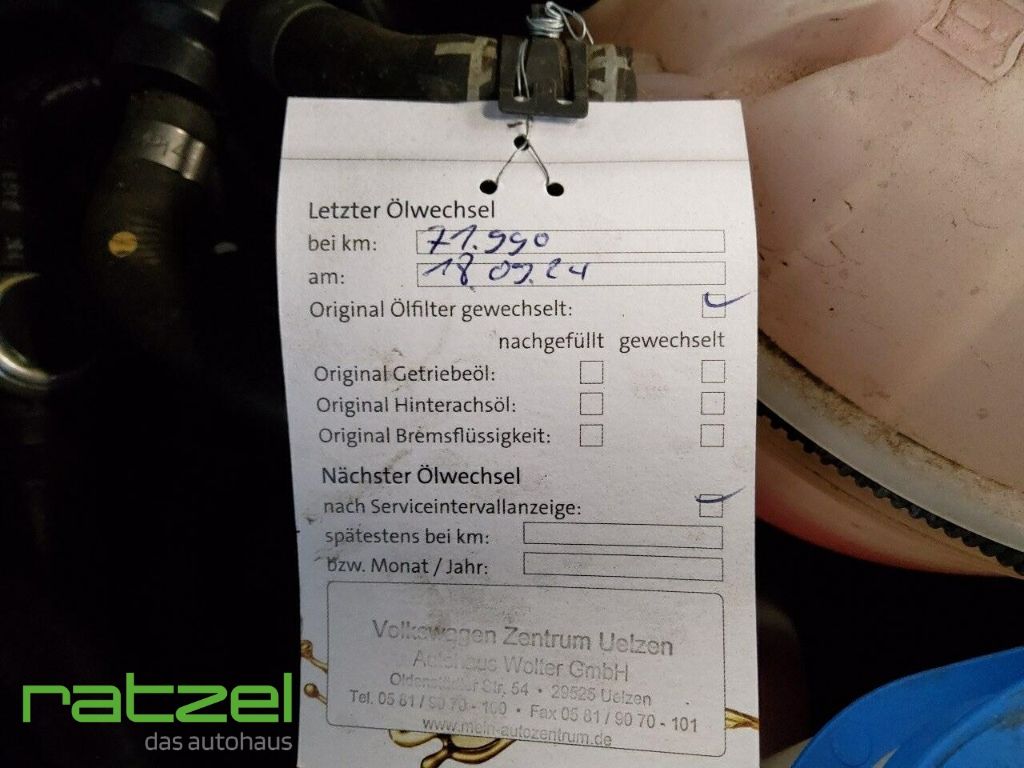 Letzter Ölwechsel
bei km: 71.990
am: 18 09.24
Original Ölfilter gewechselt:
nachgefüllt gewechselt
Original Getriebeöl:
Original Hinterachsöl:
Original Bremsflüssigkeit:
Nächster Ölwechsel
nach Serviceintervallanzeige:
spätestens bei km:
bzw. Monat / Jahr:
Volkswagen Zentrum Uelzen
Autohaus Wolter GmbH
Oldenstädter Str. 54 • 29525 Uelzen
Tel. 05 81 / 90 70 - 100 • Fax 05 81 / 90 70 - 101
www.mein-autozentrum.de
ratzel
das autohaus